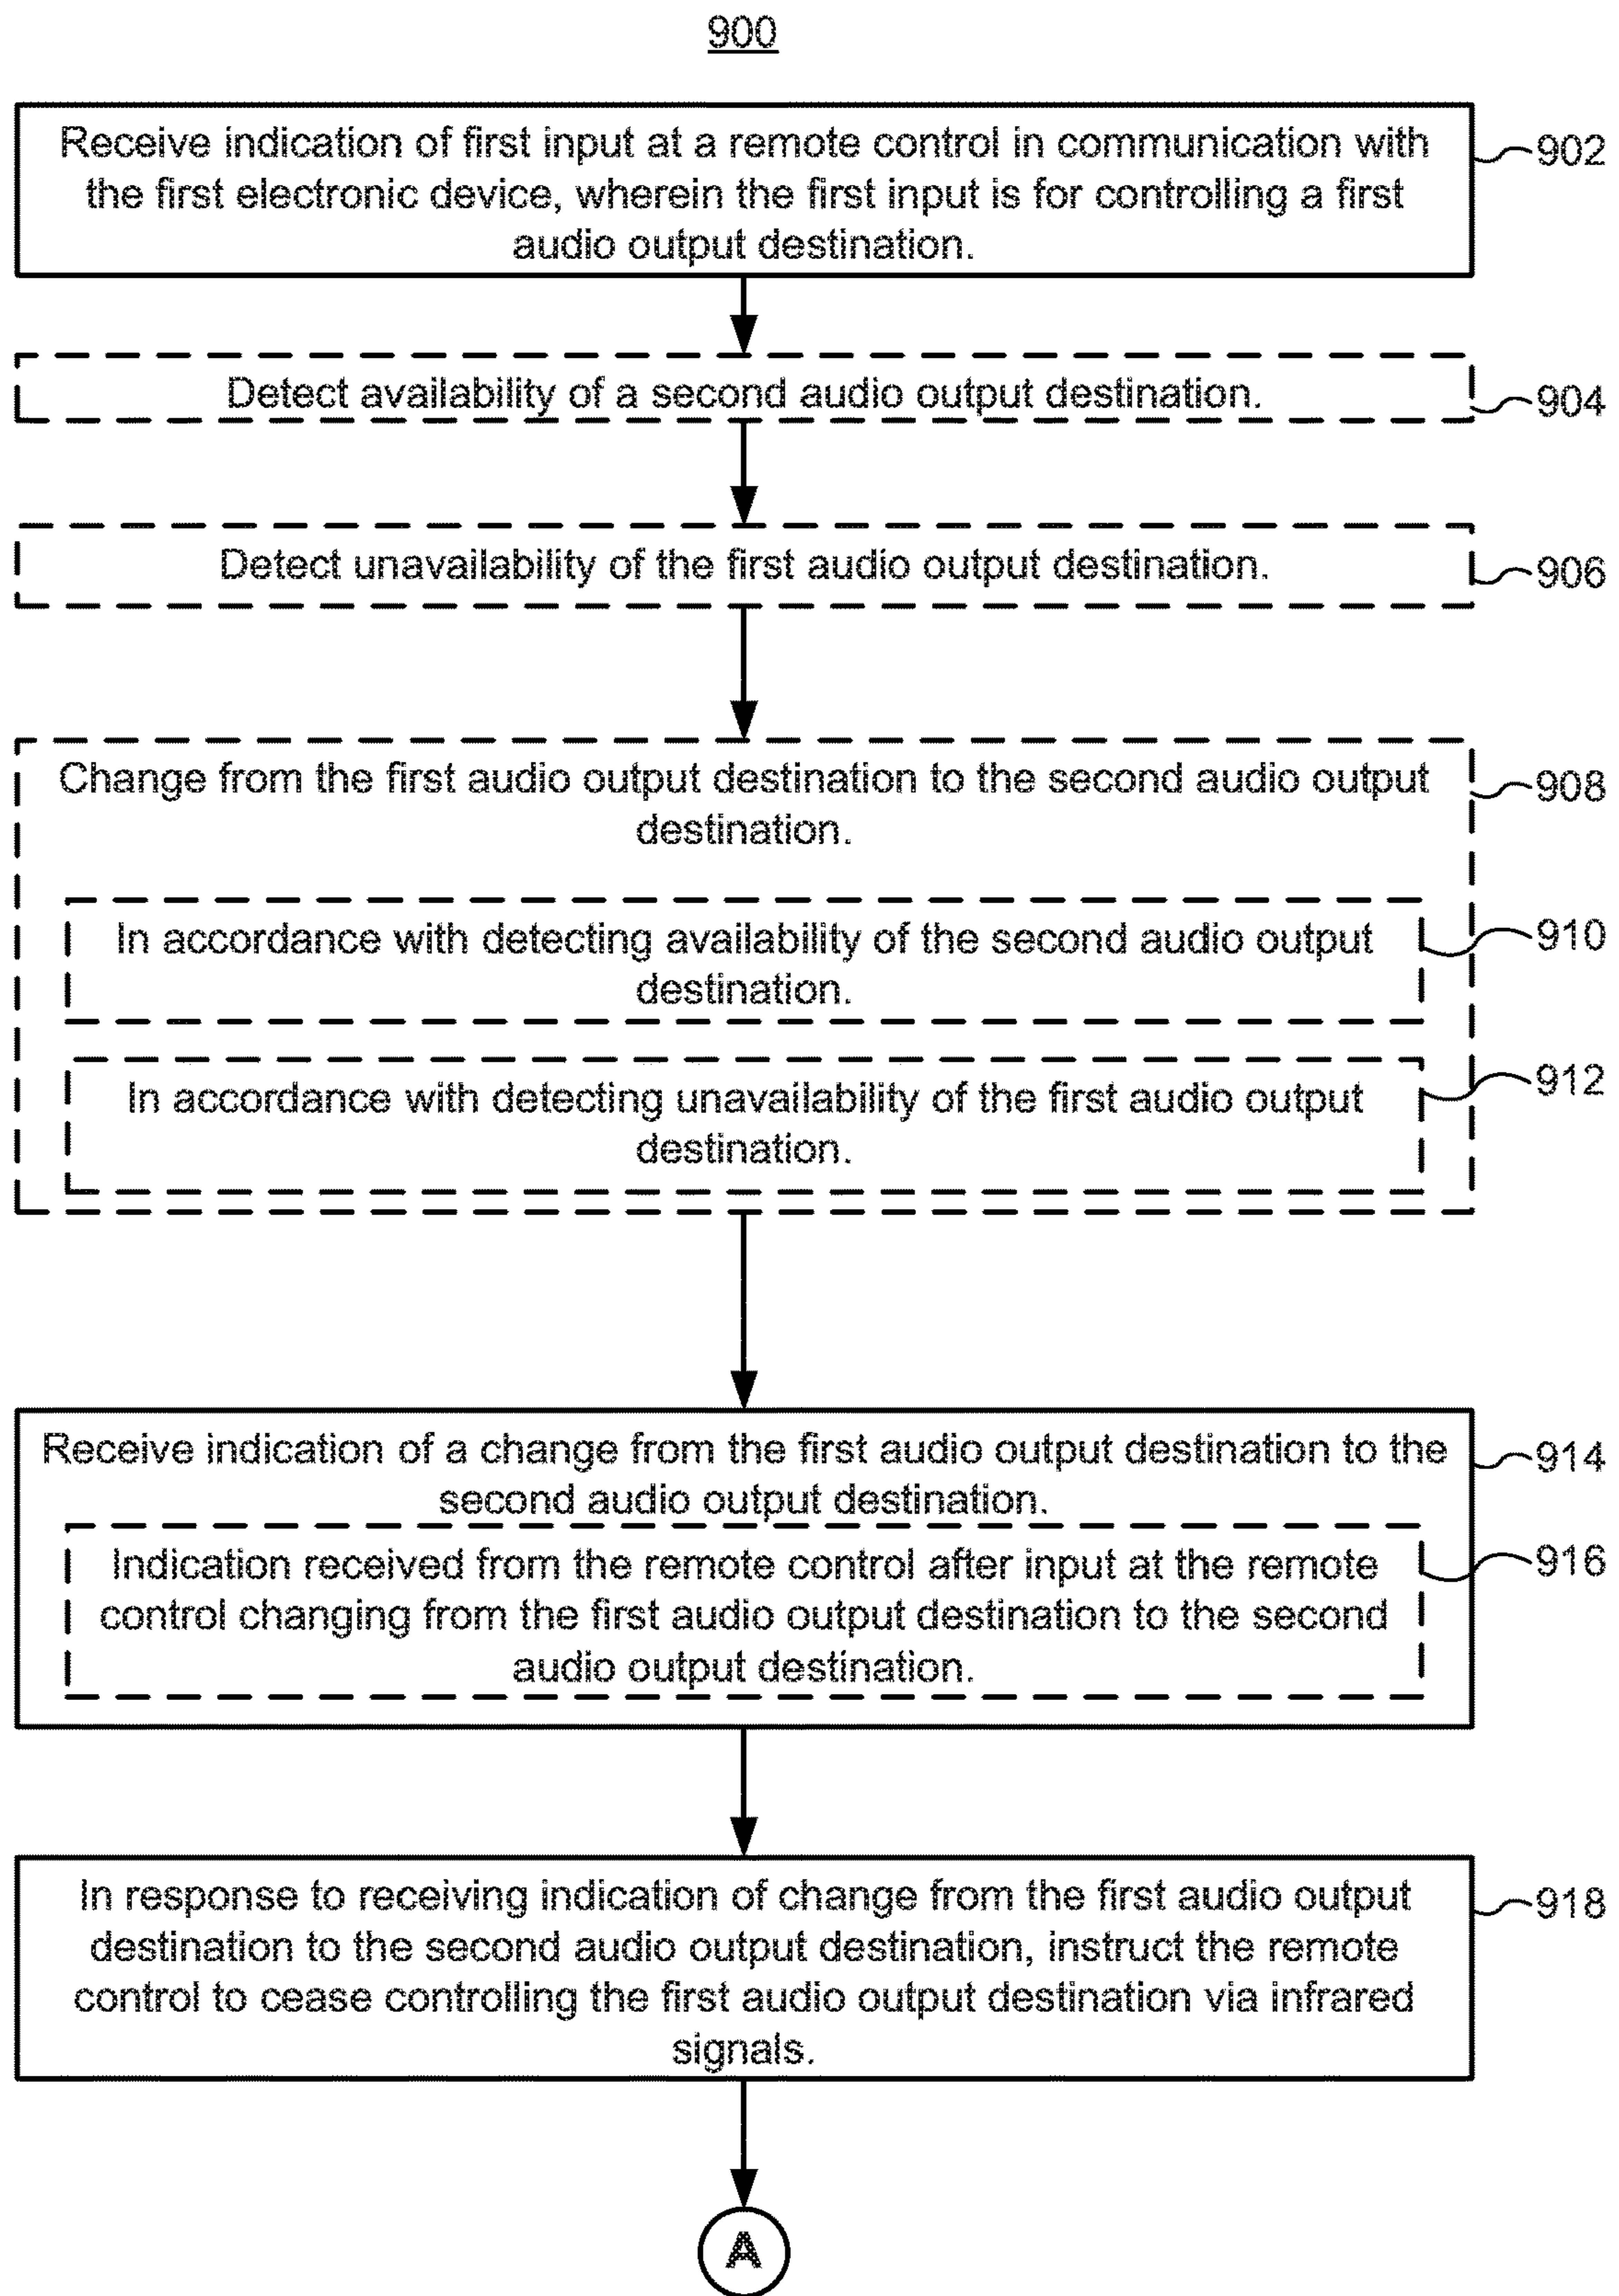 900
Receive indication of first input at a remote control in communication with
the first electronic device, wherein the first input is for controlling a first
audio output destination.
902
Detect availability of a second audio output destination.
904
Detect unavailability of the first audio output destination.
906
Change from the first audio output destination to the second audio output
destination.
908
In accordance with detecting availability of the second audio output
destination.
910
In accordance with detecting unavailability of the first audio output
destination.
912
Receive indication of a change from the first audio output destination to the
second audio output destination.
914
Indication received from the remote control after input at the remote
control changing from the first audio output destination to the second
audio output destination.
916
In response to receiving indication of change from the first audio output
destination to the second audio output destination, instruct the remote
control to cease controlling the first audio output destination via infrared
signals.
918
A